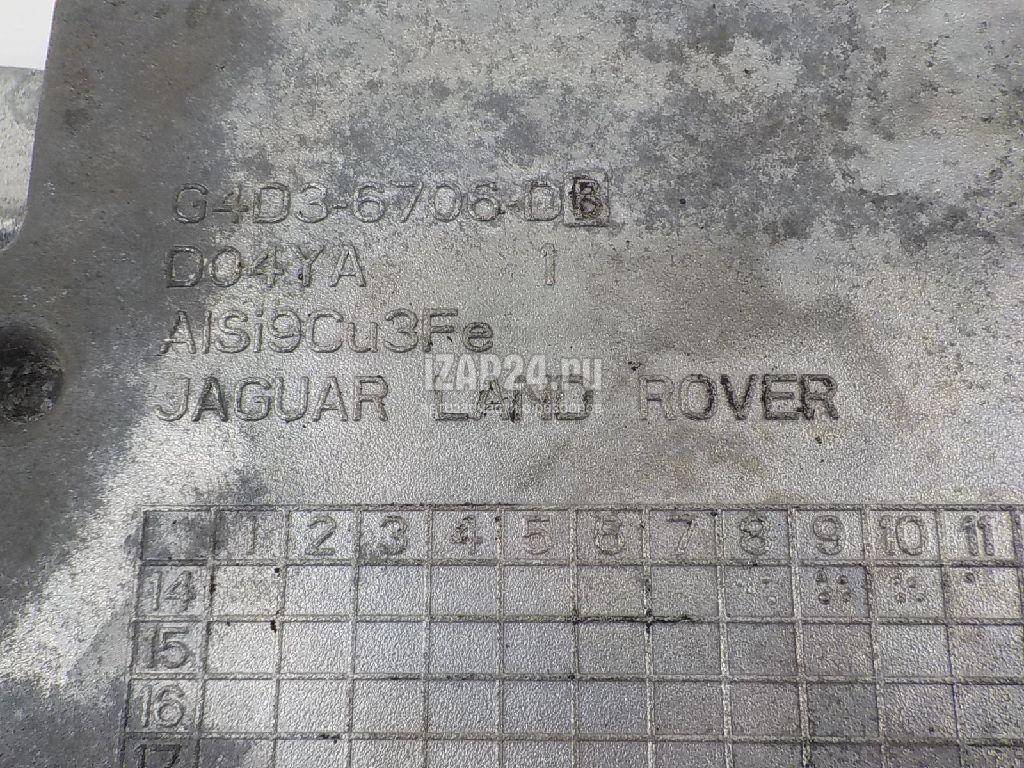 G4D3-6706-DB
D04YA 1
AlSi9Cu3Fe
IZAP24.ru
JAGUAR LAND ROVER
1 2 3 4 5 6 7 8 9 10 11
14
15
16
17